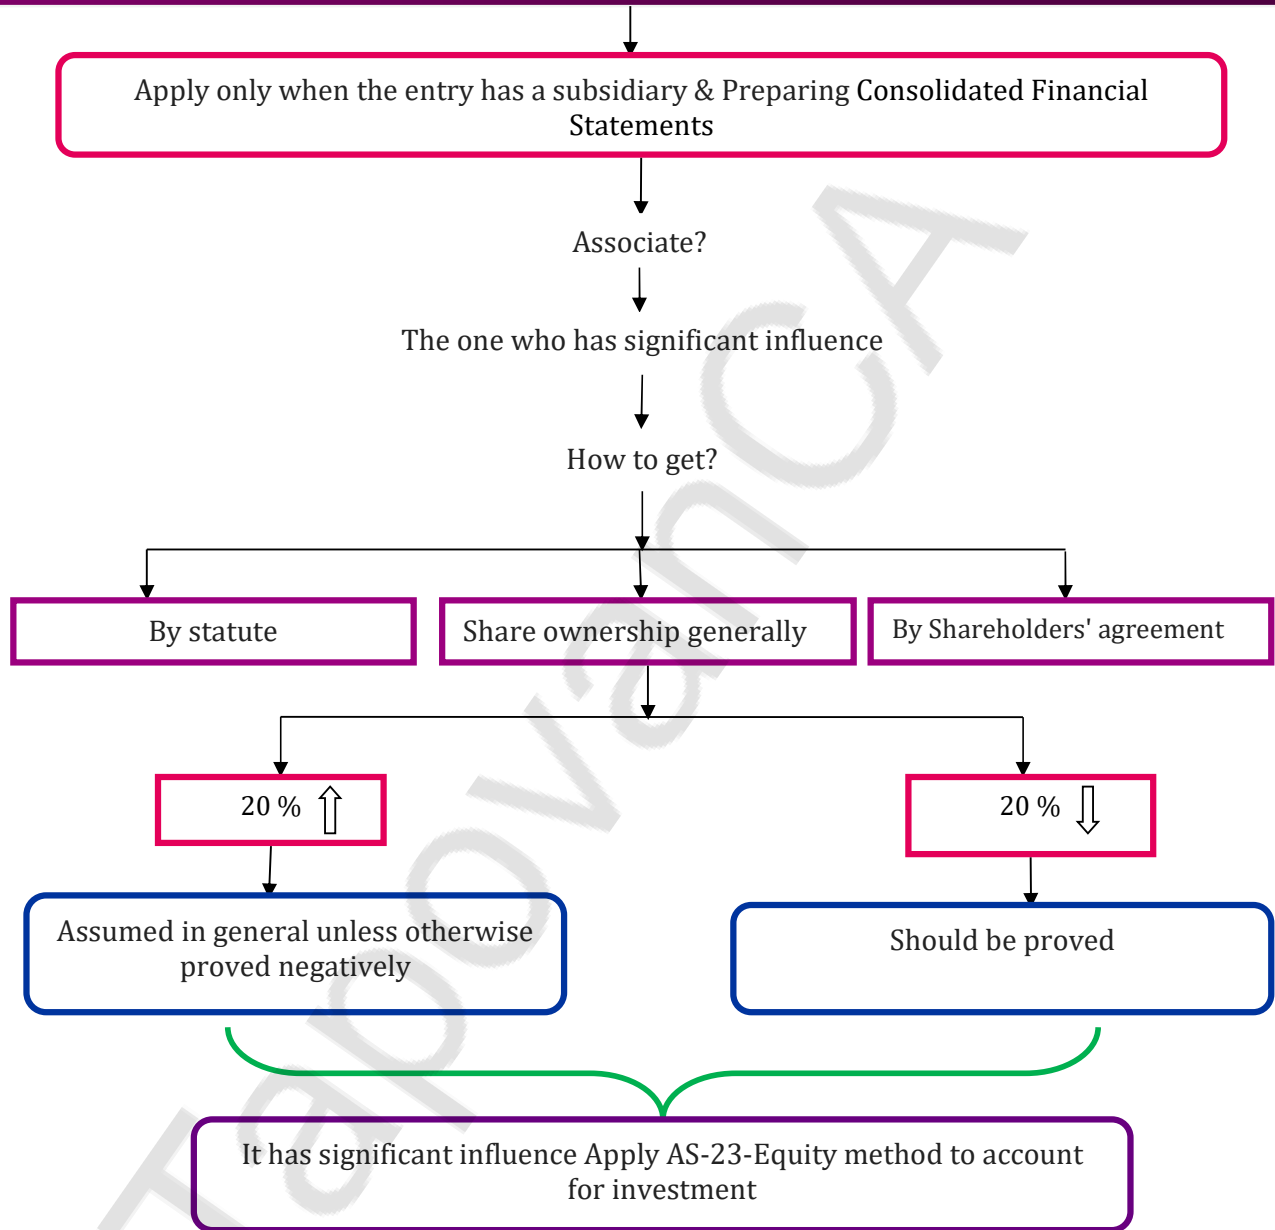 Apply only when the entry has a subsidiary & Preparing Consolidated Financial
Statements
Associate?
The one who has significant influence
How to get?
By statute
Share ownership generally
By Shareholders' agreement
20 %
20 %
Assumed in general unless otherwise
proved negatively
Should be proved
It has significant influence Apply AS-23-Equity method to account
for investment
TapovanCA